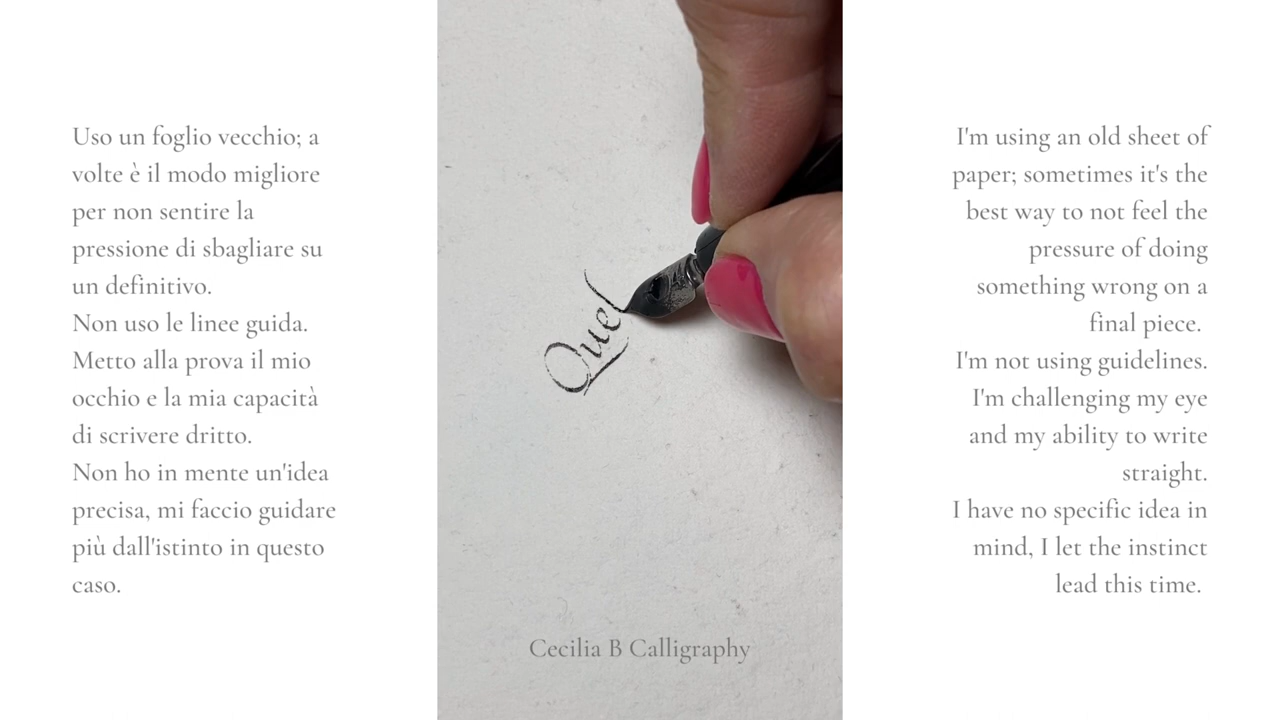 Uso un foglio vecchio; a
volte è il modo migliore
per non sentire la
pressione di sbagliare su
un definitivo.
Non uso le linee guida.
Metto alla prova il mio
occhio e la mia capacità
di scrivere dritto.
Non ho in mente un'idea
precisa, mi faccio guidare
più dall'istinto in questo
caso.
Quel
Cecilia B Calligraphy
I'm using an old sheet of
paper; sometimes it's the
best way to not feel the
pressure of doing
something wrong on a
final piece.
I'm not using guidelines.
I'm challenging my eye
and my ability to write
straight.
I have no specific idea in
mind, I let the instinct
lead this time.